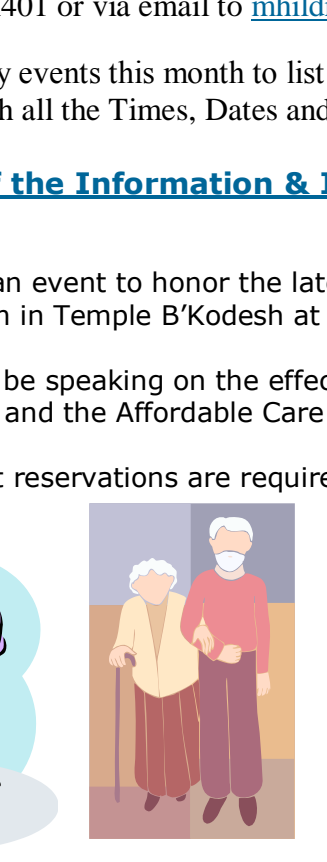 401 or via email to mhildr
y events this month to list
h all the Times, Dates and
f the Information & I
an event to honor the late
n in Temple B’Kodesh at
be speaking on the effec
and the Affordable Care
t reservations are require